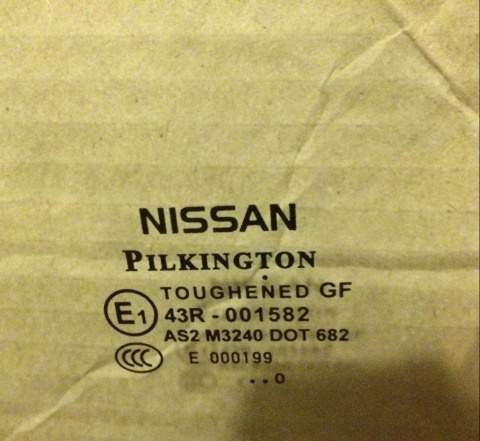 NISSAN
PILKINGTON
TOUGHENED GF
E1 43R - 001582
AS2 M3240 DOT 682
CCC E 000199
..0